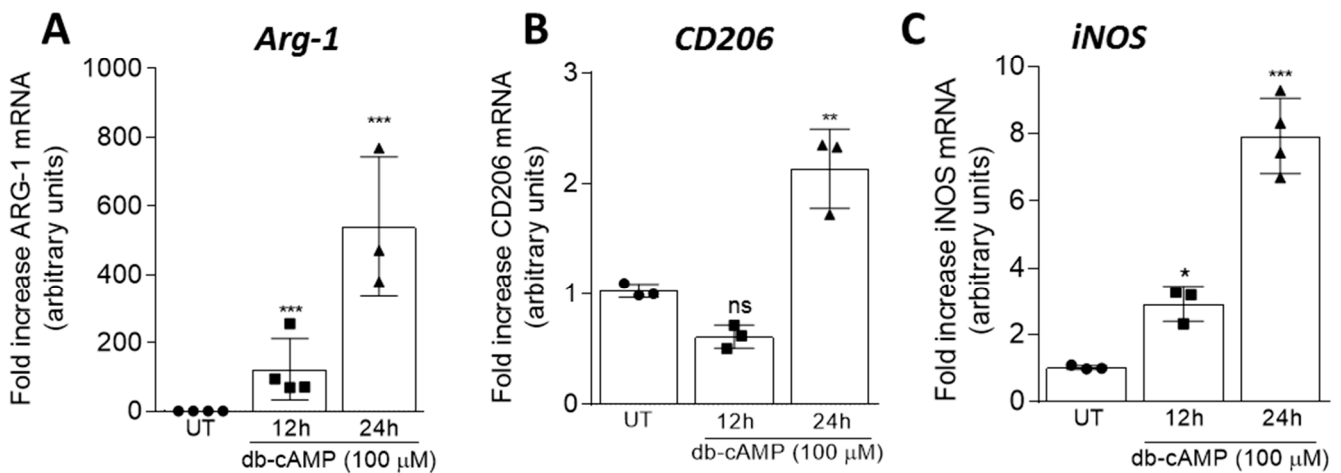 A
Arg-1
Fold increase ARG-1 mRNA
(arbitrary units)
1000
800
600
400
200
0
***
***
UT
12h
24h
db-cAMP (100 µM)
B
CD206
Fold increase CD206 mRNA
(arbitrary units)
3
2
1
0
ns
**
UT
12h
24h
db-cAMP (100 µM)
C
iNOS
Fold increase iNOS mRNA
(arbitrary units)
10
8
6
4
2
0
*
***
UT
12h
24h
db-cAMP (100 µM)